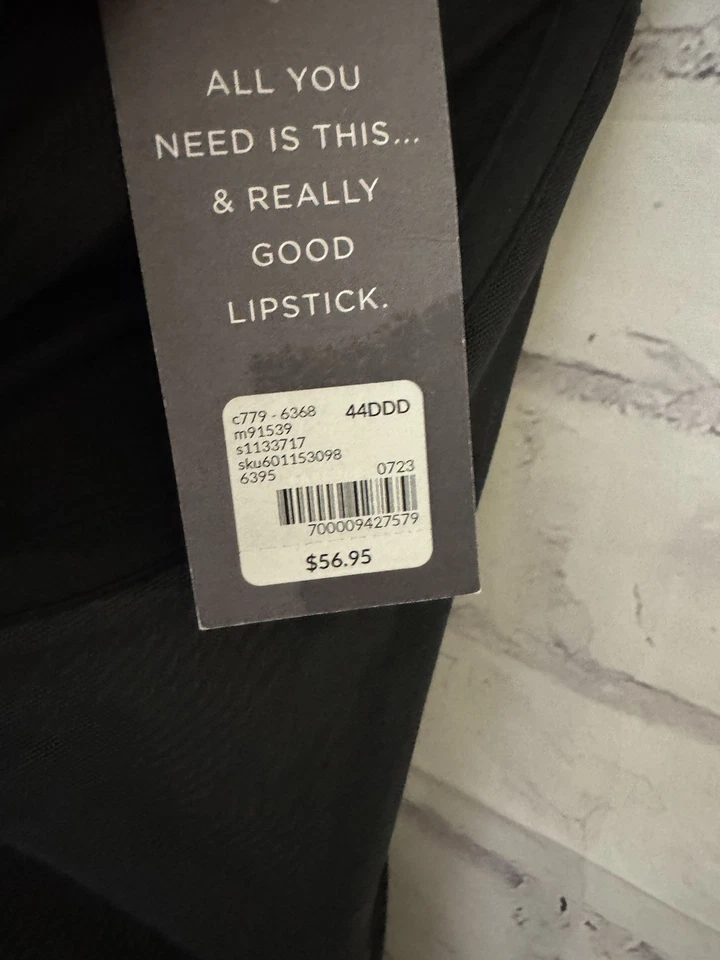 ALL YOU
NEED IS THIS...
& REALLY
GOOD
LIPSTICK.
c779 - 6368 44DDD
m91539
s1133717
sku601153098
6395 0723
700009427579
$56.95